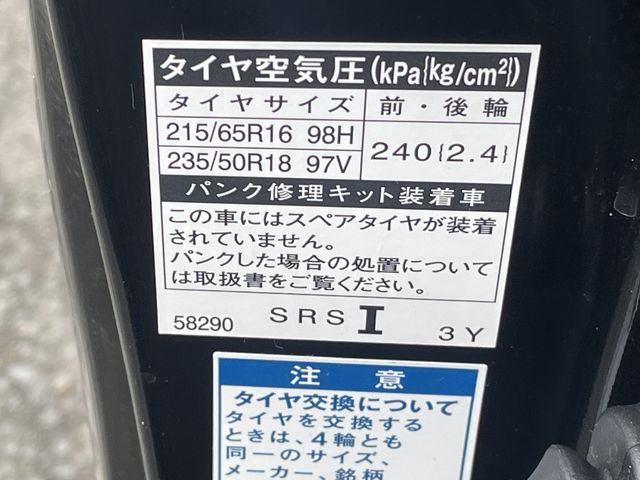 タイヤ空気圧(kPa{kg/cm²})
タイヤサイズ 前・後輪
215/65R16 98H
240{2.4}
235/50R18 97V
パンク修理キット装着車
この車にはスペアタイヤが装着
されていません。
パンクした場合の処置について
は取扱書をご覧ください。
58290 SRS I 3Y
注意
タイヤ交換について
タイヤを交換する
ときは、4輪とも
同一のサイズ、
メーカー、銘柄